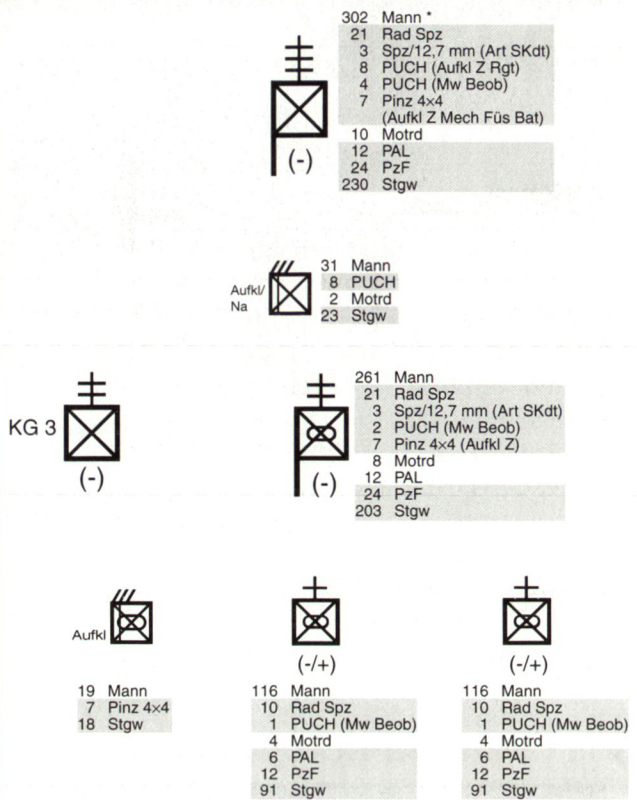 302 Mann *
21 Rad Spz
3 Spz/12,7 mm (Art SKdt)
8 PUCH (Aufkl Z Rgt)
4 PUCH (Mw Beob)
7 Pinz 4×4
(Aufkl Z Mech Füs Bat)
10 Motrd
12 PAL
24 PzF
230 Stgw
(-)
Aufkl/
Na
31 Mann
8 PUCH
2 Motrd
23 Stgw
KG 3
(-)
261 Mann
21 Rad Spz
3 Spz/12,7 mm (Art SKdt)
2 PUCH (Mw Beob)
7 Pinz 4×4 (Aufkl Z)
8 Motrd
12 PAL
24 PzF
203 Stgw
(-)
Aufkl
19 Mann
7 Pinz 4×4
18 Stgw
(-/+)
116 Mann
10 Rad Spz
1 PUCH (Mw Beob)
4 Motrd
6 PAL
12 PzF
91 Stgw
(-/+)
116 Mann
10 Rad Spz
1 PUCH (Mw Beob)
4 Motrd
6 PAL
12 PzF
91 Stgw